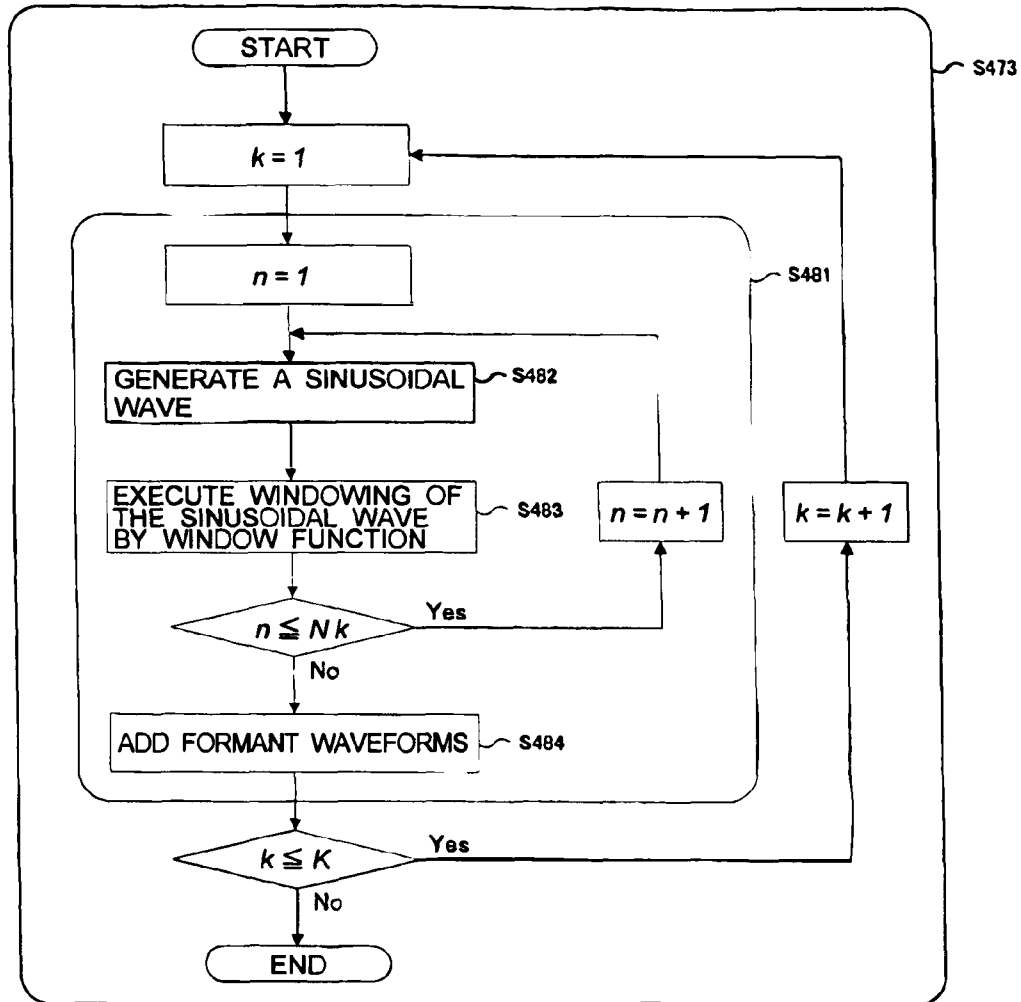 START
S473
k = 1
n = 1
S481
GENERATE A SINUSOIDAL
WAVE
S482
EXECUTE WINDOWING OF
THE SINUSOIDAL WAVE
BY WINDOW FUNCTION
S483
n = n + 1
k = k + 1
n ≦ Nk
Yes
No
ADD FORMANT WAVEFORMS
S484
k ≦ K
Yes
No
END